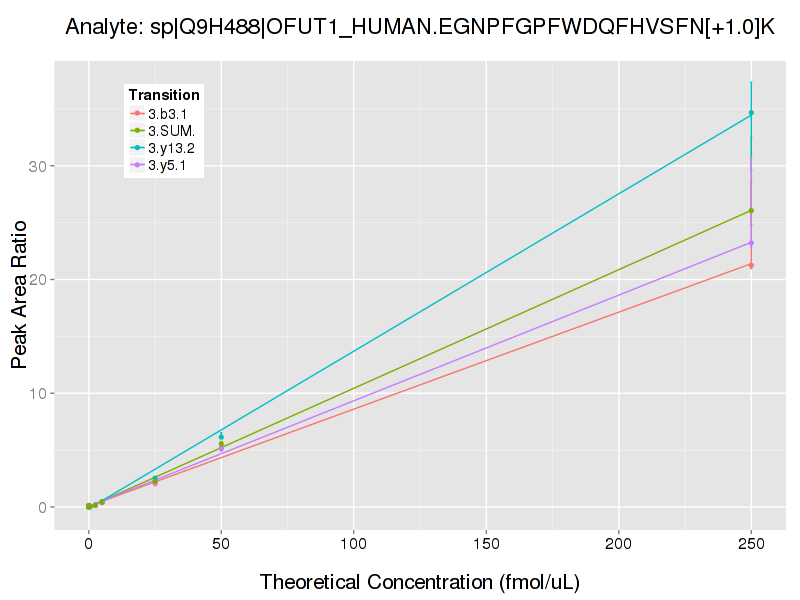 Analyte: sp|Q9H488|OFUT1_HUMAN.EGNPFGPFWDQFHVSFN[+1.0]K
Transition
3.b3.1
3.SUM.
3.y13.2
3.y5.1
Peak Area Ratio
30
20
10
0
0 50 100 150 200 250
Theoretical Concentration (fmol/uL)